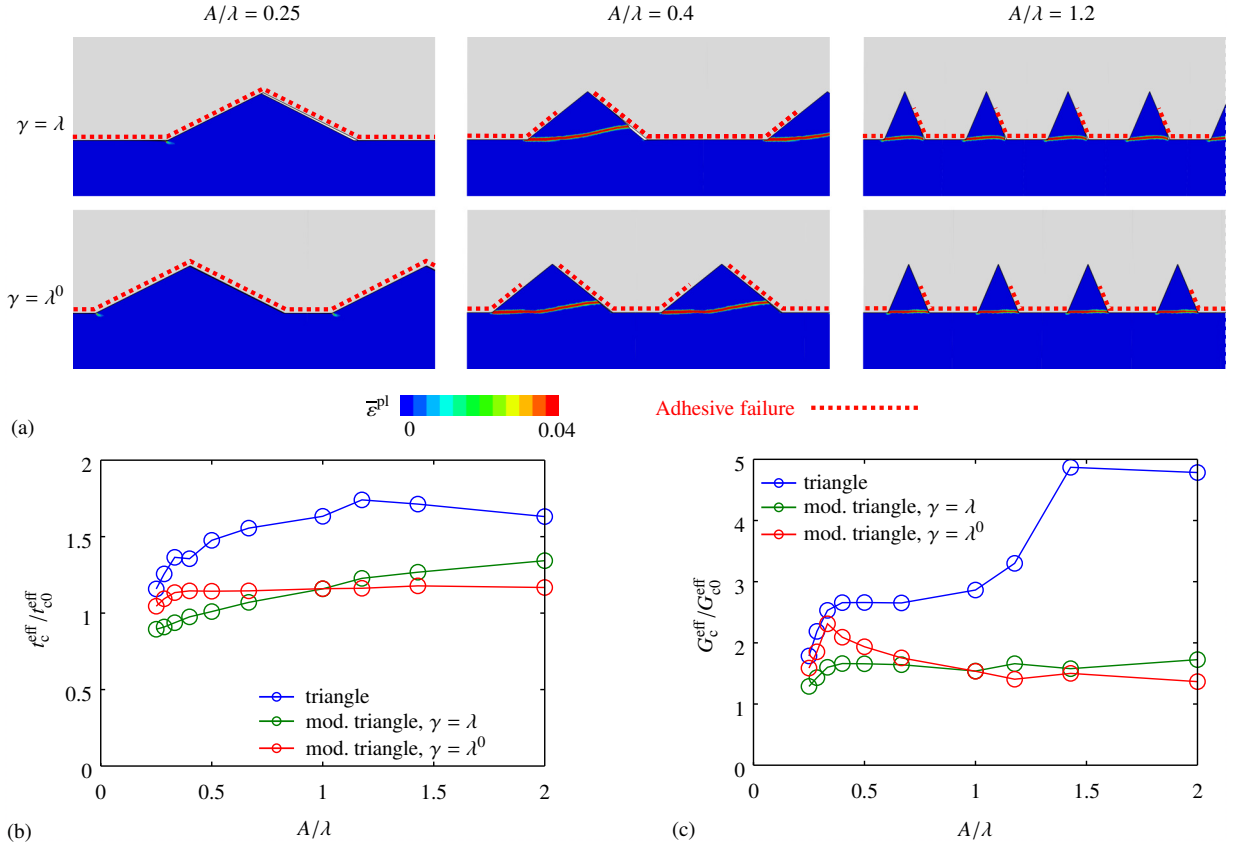 A/λ = 0.25 A/λ = 0.4 A/λ = 1.2
γ = λ
γ = λ⁰
ε̅ᵖˡ
0 0.04
Adhesive failure
(a)
2
1.5
1
0.5
0
t_c^eff/t_c0^eff
triangle
mod. triangle, γ = λ
mod. triangle, γ = λ⁰
0 0.5 1 1.5 2
A/λ
(b)
5
4
3
2
1
0
G_c^eff/G_c0^eff
triangle
mod. triangle, γ = λ
mod. triangle, γ = λ⁰
0 0.5 1 1.5 2
A/λ
(c)